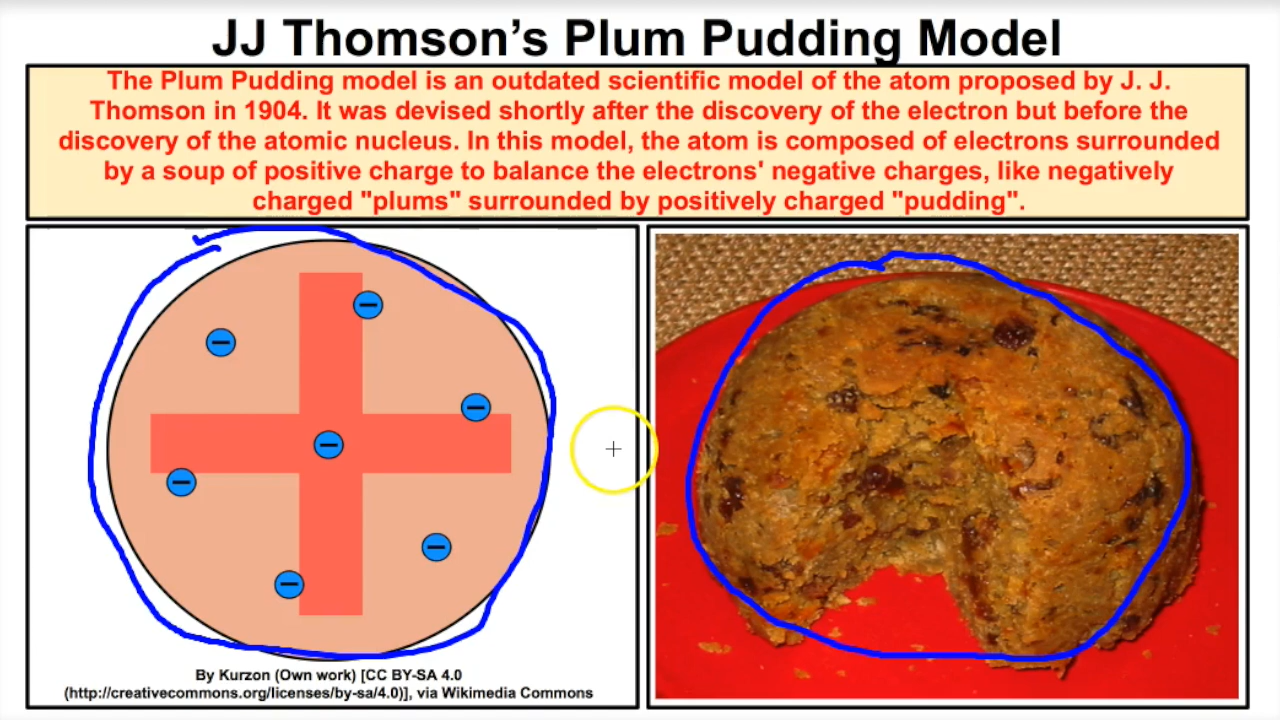 JJ Thomson’s Plum Pudding Model
The Plum Pudding model is an outdated scientific model of the atom proposed by J. J.
Thomson in 1904. It was devised shortly after the discovery of the electron but before the
discovery of the atomic nucleus. In this model, the atom is composed of electrons surrounded
by a soup of positive charge to balance the electrons' negative charges, like negatively
charged "plums" surrounded by positively charged "pudding".
By Kurzon (Own work) [CC BY-SA 4.0
(http://creativecommons.org/licenses/by-sa/4.0)], via Wikimedia Commons